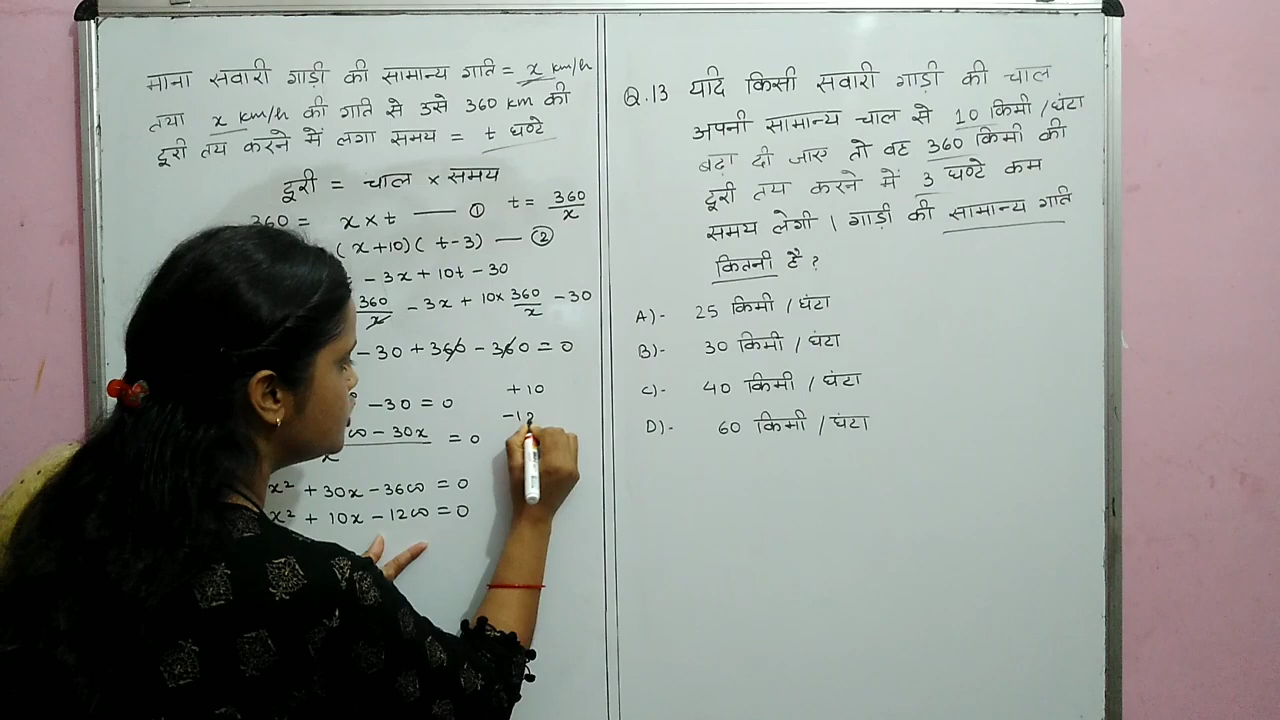 माना सवारी गाड़ी की सामान्य गति = x km/h
तथा x km/h की गति से उसे 360 km की
दूरी तय करने में लगा समय = t घण्टे
दूरी = चाल × समय
360 = x × t — ① t = 360/x
(x+10)( t-3) — ②
- 3x + 10t - 30
360/x - 3x + 10× 360/x - 30
- 30 + 360 - 360 = 0
- 30 = 0
- 30x = 0
x² + 30x - 3600 = 0
x² + 10x - 1200 = 0
+10
-12
Q.13 यदि किसी सवारी गाड़ी की चाल
अपनी सामान्य चाल से 10 किमी /घंटा
बढ़ा दी जाए तो वह 360 किमी की
दूरी तय करने में 3 घण्टे कम
समय लेगी । गाड़ी की सामान्य गति
कितनी है ?
A)- 25 किमी / घंटा
B)- 30 किमी / घंटा
C)- 40 किमी / घंटा
D)- 60 किमी / घंटा